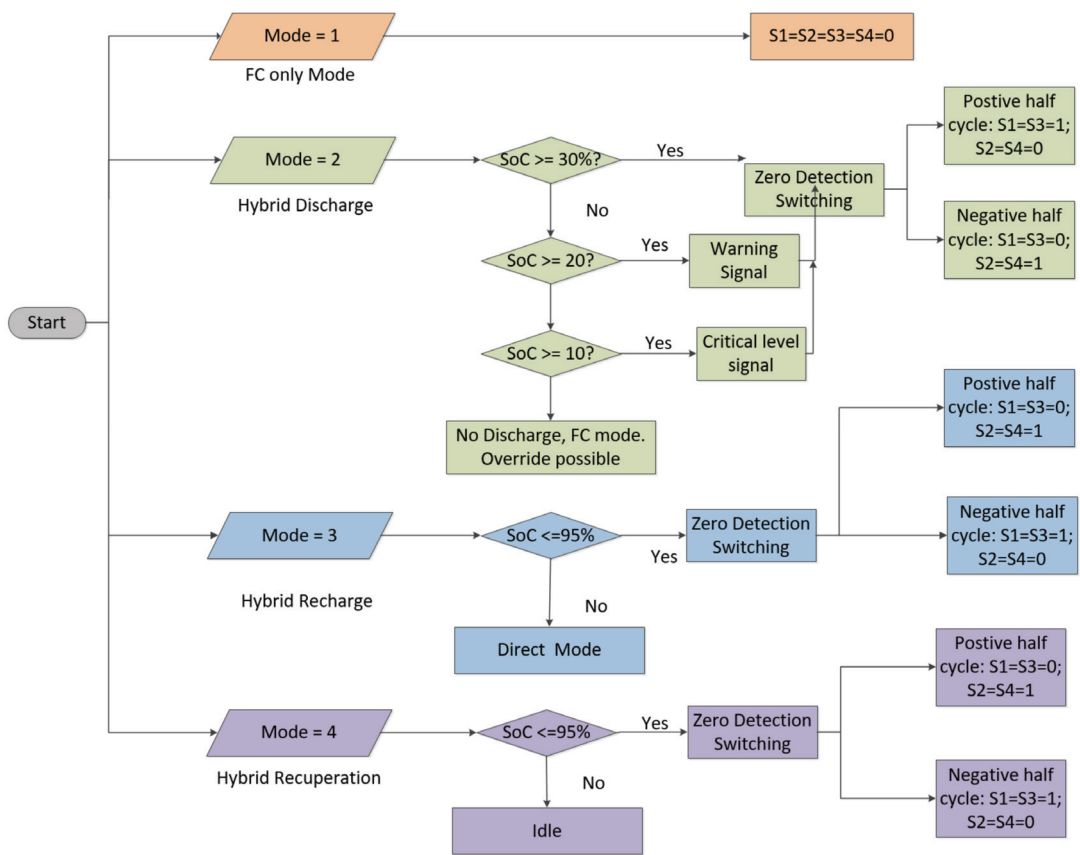 Mode = 1
S1=S2=S3=S4=0
FC only Mode
Mode = 2
Hybrid Discharge
SoC >= 30%?
Yes
No
Zero Detection
Switching
Postive half
cycle: S1=S3=1;
S2=S4=0
Negative half
cycle: S1=S3=0;
S2=S4=1
SoC >= 20?
Yes
Warning
Signal
Start
SoC >= 10?
Yes
Critical level
signal
No Discharge, FC mode.
Override possible
Mode = 3
Hybrid Recharge
SoC <=95%
Yes
No
Zero Detection
Switching
Postive half
cycle: S1=S3=0;
S2=S4=1
Negative half
cycle: S1=S3=1;
S2=S4=0
Direct Mode
Mode = 4
Hybrid Recuperation
SoC <=95%
Yes
No
Zero Detection
Switching
Postive half
cycle: S1=S3=0;
S2=S4=1
Negative half
cycle: S1=S3=1;
S2=S4=0
Idle